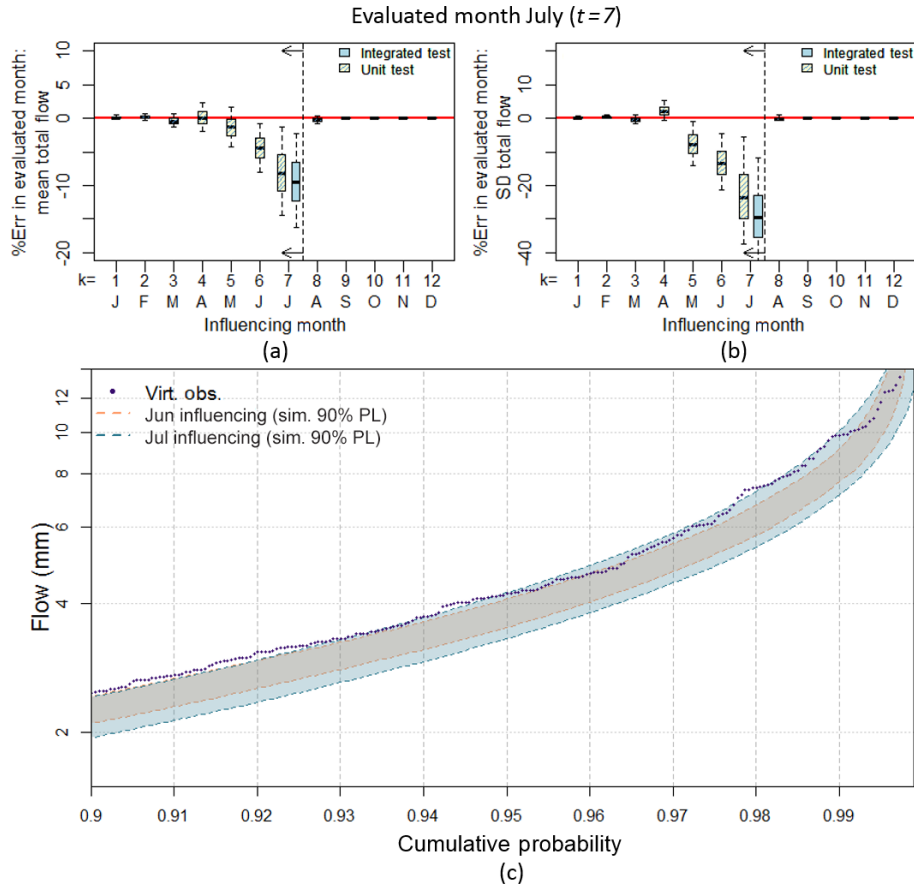 Evaluated month July (t=7)
%Err in evaluated month:
mean total flow
10
5
0
-5
-10
-20
Integrated test
Unit test
k= 1 2 3 4 5 6 7 8 9 10 11 12
J F M A M J J A S O N D
Influencing month
(a)
%Err in evaluated month:
SD total flow
20
0
-20
-40
Integrated test
Unit test
k= 1 2 3 4 5 6 7 8 9 10 11 12
J F M A M J J A S O N D
Influencing month
(b)
Flow (mm)
12
10
8
6
4
2
Virt. obs.
Jun influencing (sim. 90% PL)
Jul influencing (sim. 90% PL)
0.9 0.91 0.92 0.93 0.94 0.95 0.96 0.97 0.98 0.99
Cumulative probability
(c)